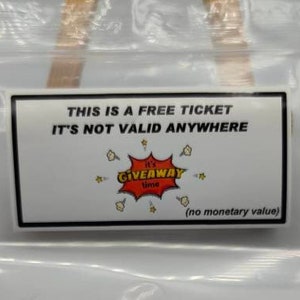 THIS IS A FREE TICKET
IT'S NOT VALID ANYWHERE
it's
GIVEAWAY
time
(no monetary value)